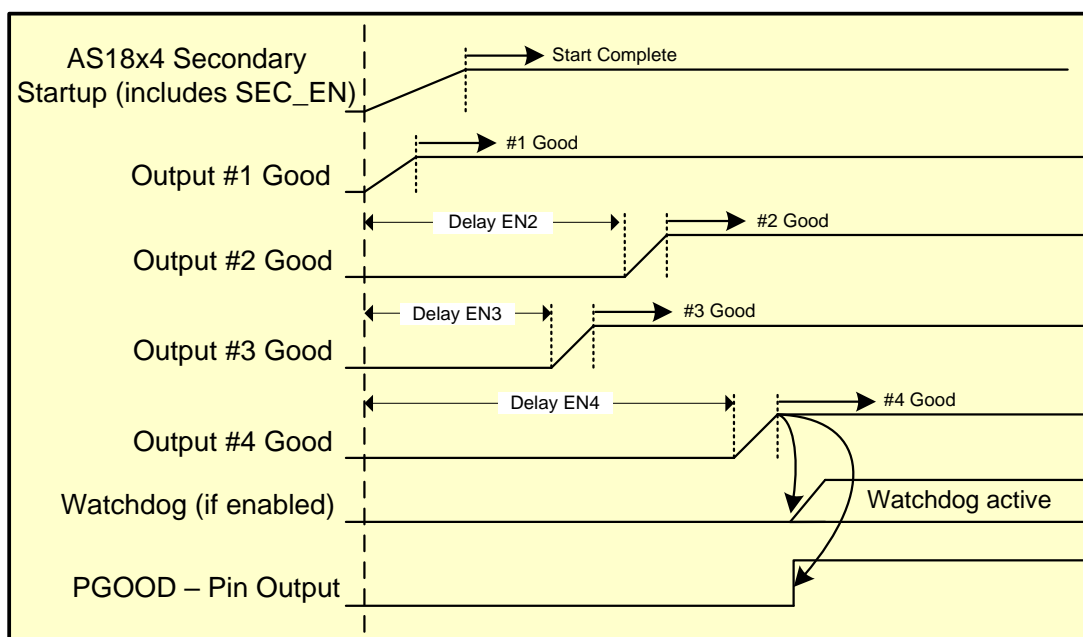 AS18x4 Secondary
Startup (includes SEC_EN)
Start Complete
Output #1 Good
#1 Good
Delay EN2
Output #2 Good
#2 Good
Delay EN3
Output #3 Good
#3 Good
Delay EN4
Output #4 Good
#4 Good
Watchdog (if enabled)
Watchdog active
PGOOD – Pin Output